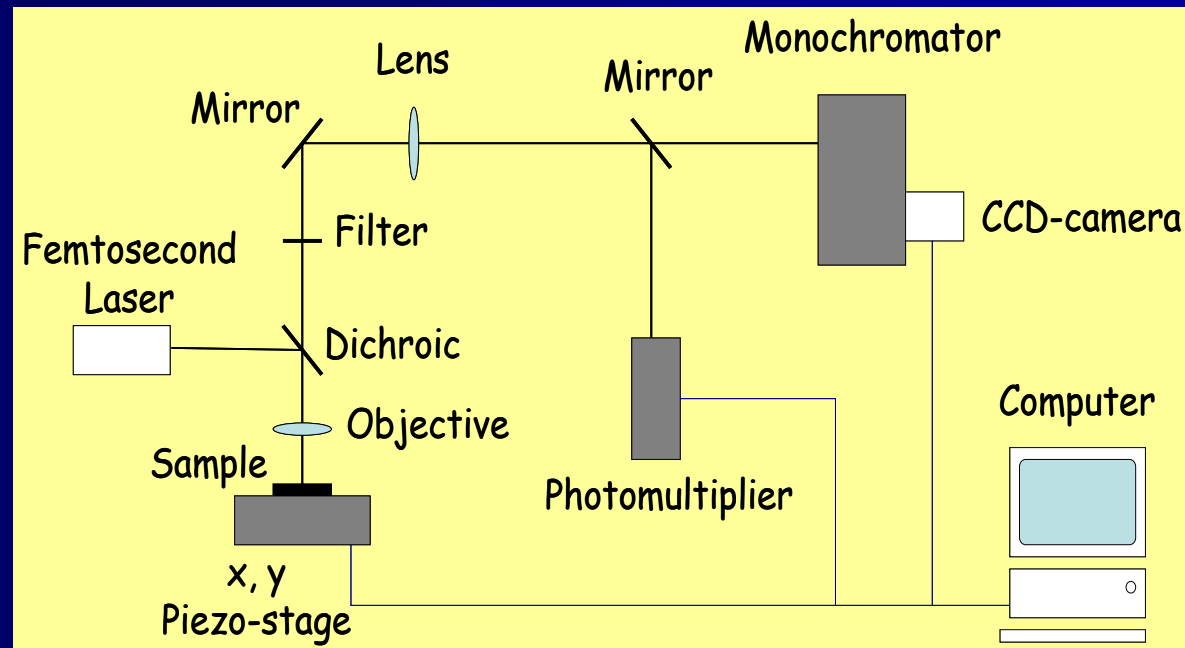 Monochromator
Lens
Mirror
Mirror
CCD-camera
Filter
Femtosecond
Laser
Dichroic
Computer
Objective
Sample
Photomultiplier
x, y
Piezo-stage